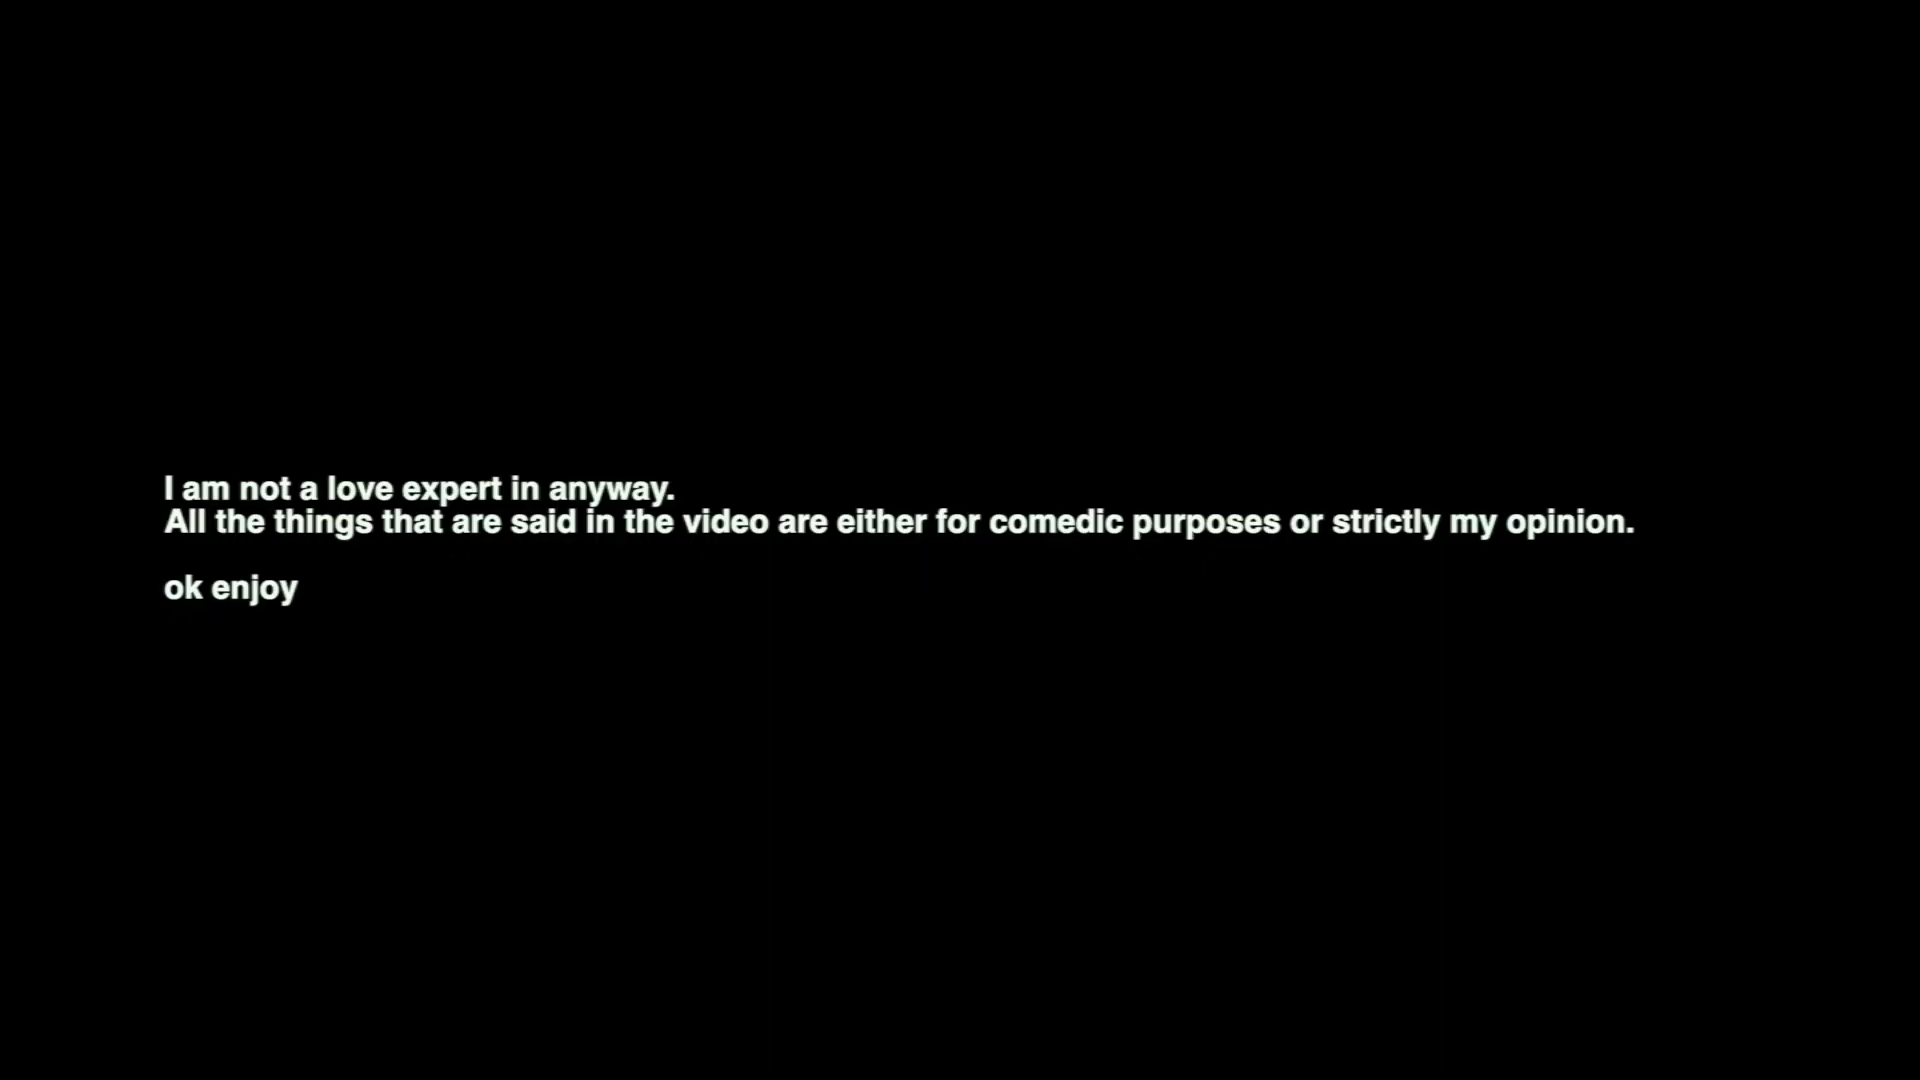 I am not a love expert in anyway.
All the things that are said in the video are either for comedic purposes or strictly my opinion.
ok enjoy